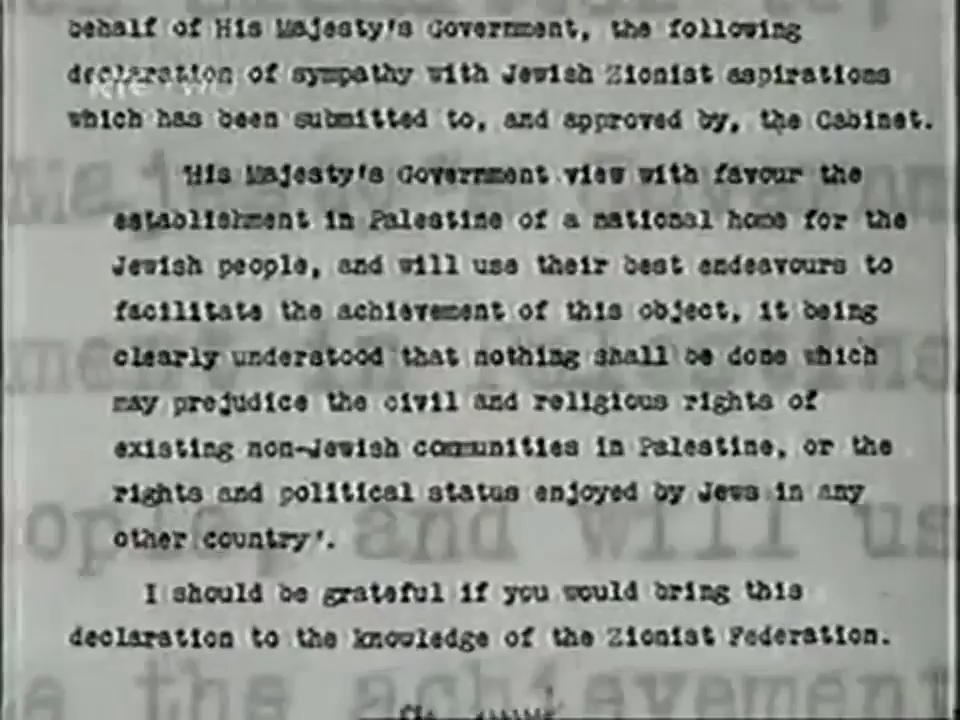 behalf of His Majesty's Government, the following
declaration of sympathy with Jewish Zionist aspirations
which has been submitted to, and approved by, the Cabinet.
'His Majesty's Government view with favour the
establishment in Palestine of a national home for the
Jewish people, and will use their best endeavours to
facilitate the achievement of this object, it being
clearly understood that nothing shall be done which
may prejudice the civil and religious rights of
existing non-Jewish communities in Palestine, or the
rights and political status enjoyed by Jews in any
other country'.
I should be grateful if you would bring this
declaration to the knowledge of the Zionist Federation.